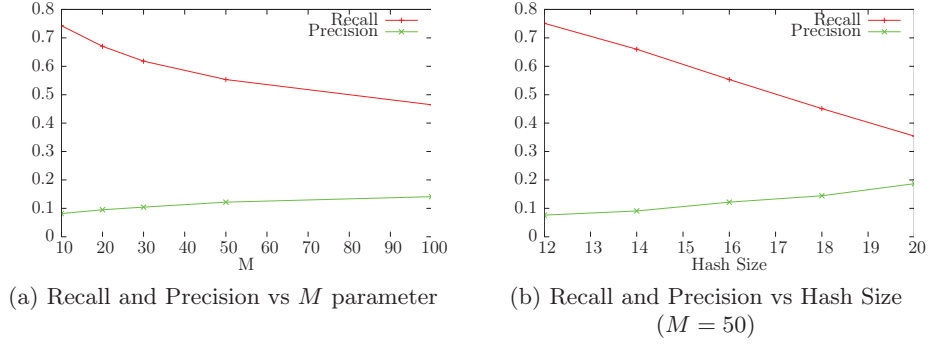 0.8
0.7
0.6
0.5
0.4
0.3
0.2
0.1
0
10 20 30 40 50 60 70 80 90 100
M
Recall
Precision
(a) Recall and Precision vs M parameter
0.8
0.7
0.6
0.5
0.4
0.3
0.2
0.1
0
12 13 14 15 16 17 18 19 20
Hash Size
Recall
Precision
(b) Recall and Precision vs Hash Size
(M = 50)